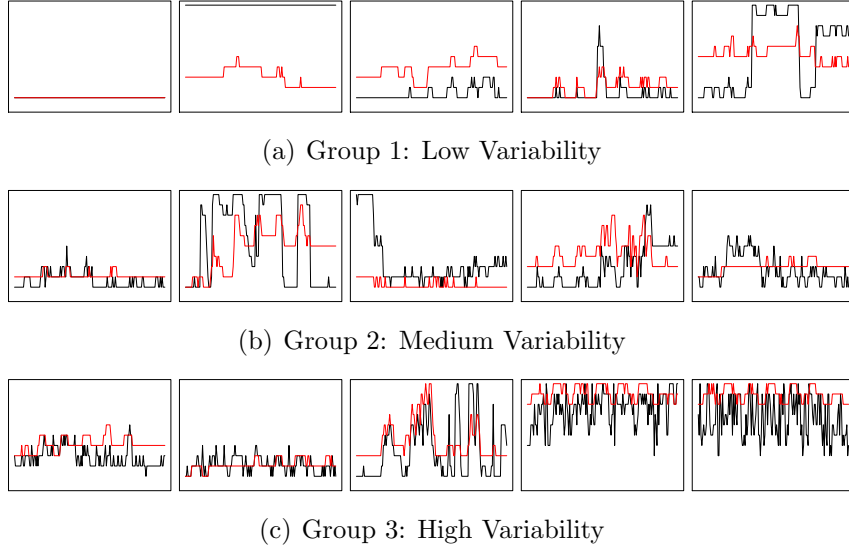 (a) Group 1: Low Variability
(b) Group 2: Medium Variability
(c) Group 3: High Variability